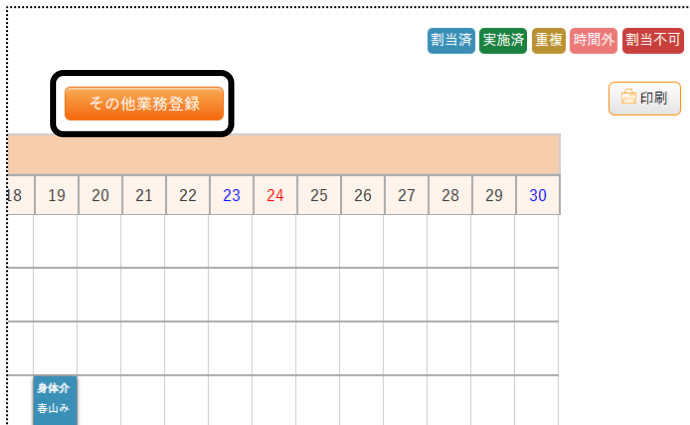 割当済 実施済 重複 時間外 割当不可
その他業務登録
印刷
18 19 20 21 22 23 24 25 26 27 28 29 30
身体介
春山み